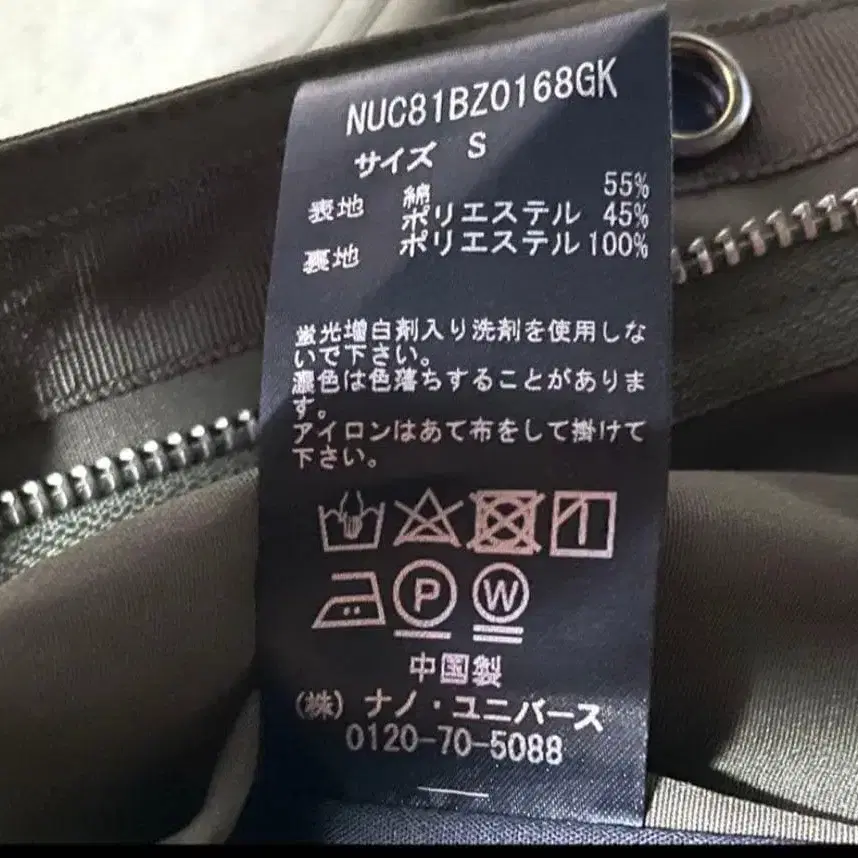 NUC81BZ0168GK
サイズ S
表地 綿 55%
ポリエステル 45%
裏地 ポリエステル 100%
蛍光増白剤入り洗剤を使用しな
いで下さい。
濃色は色落ちすることがありま
す。
アイロンはあて布をして掛けて
下さい。
P W
中国製
(株)ナノ・ユニバース
0120-70-5088